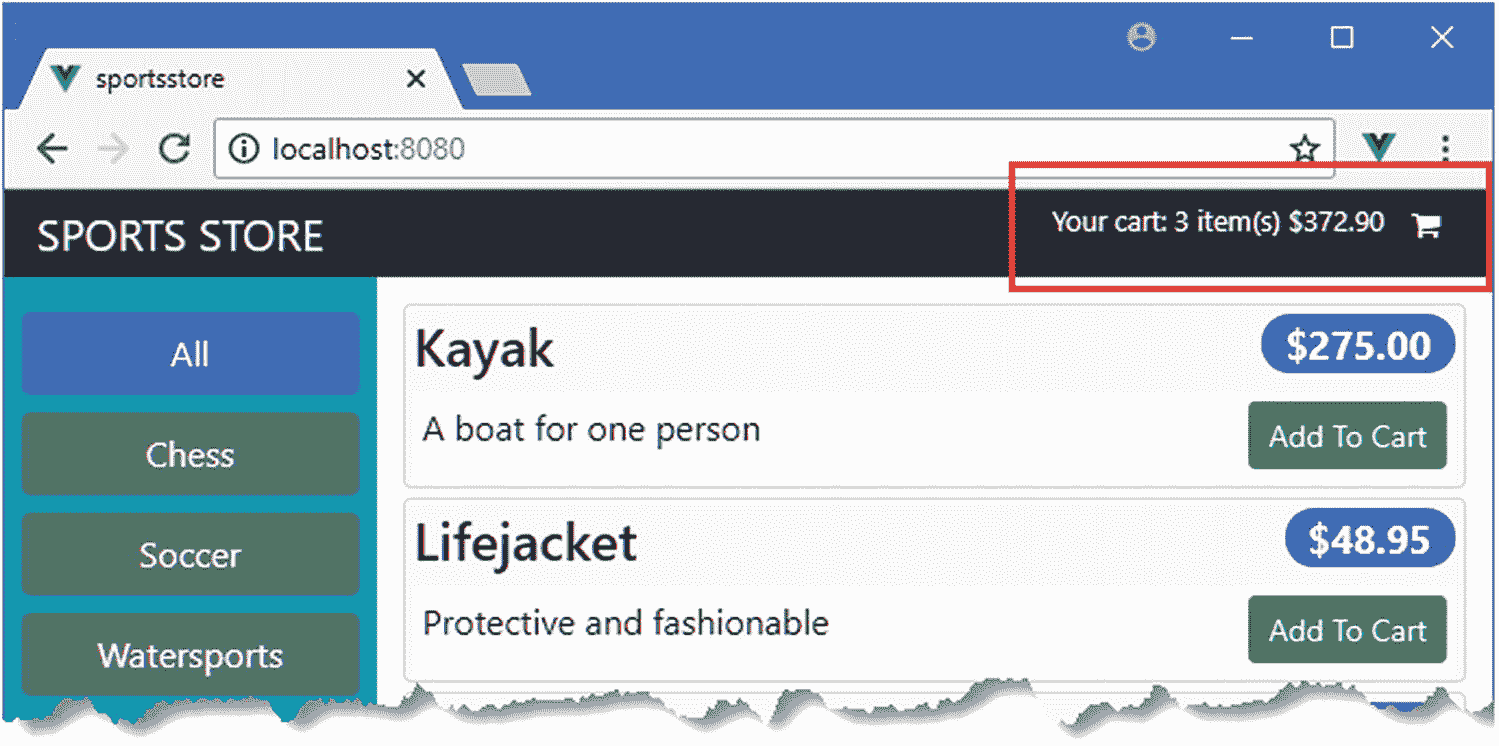 sportsstore
localhost:8080
SPORTS STORE
Your cart: 3 item(s) $372.90
All
Chess
Soccer
Watersports
Kayak
$275.00
A boat for one person
Add To Cart
Lifejacket
$48.95
Protective and fashionable
Add To Cart